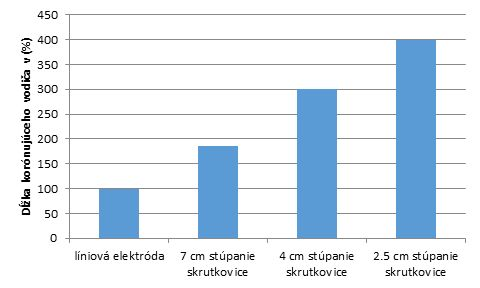 Dĺžka korónujúceho vodiča v (%)
450
400
350
300
250
200
150
100
50
0
líniová elektróda
7 cm stúpanie
skrutkovice
4 cm stúpanie
skrutkovice
2.5 cm stúpanie
skrutkovice